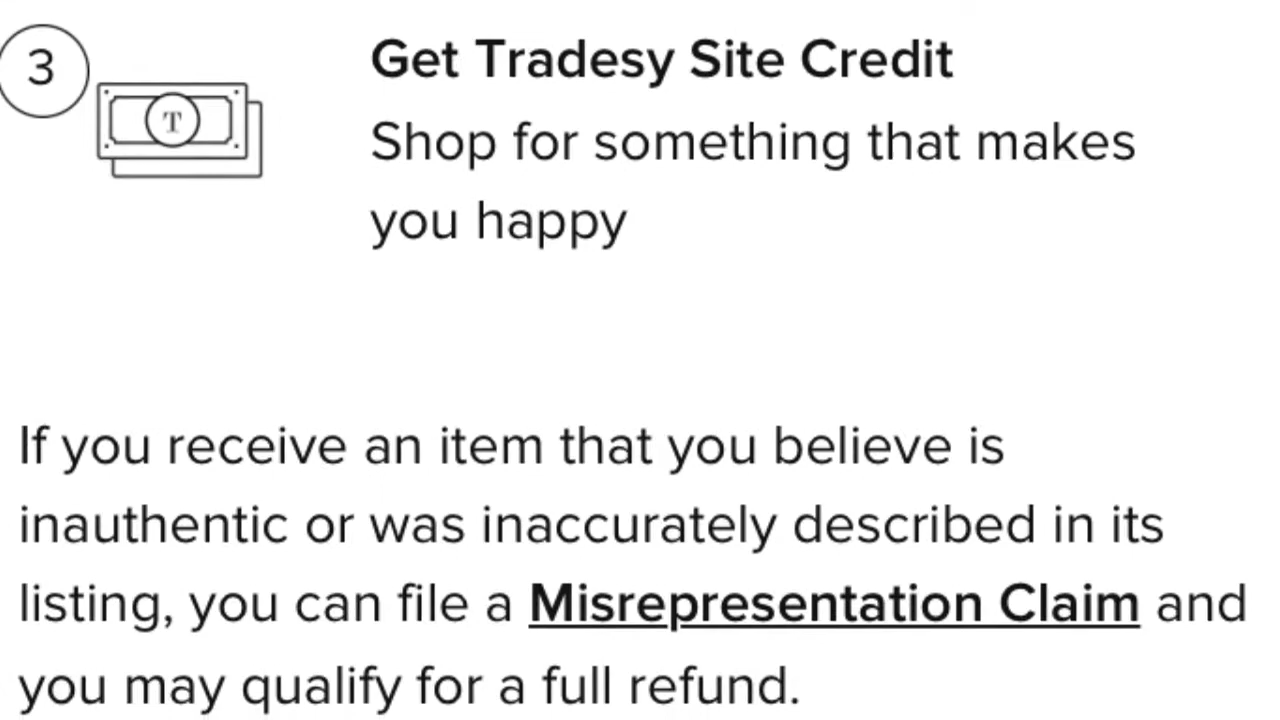 3
T
Get Tradesy Site Credit
Shop for something that makes
you happy
If you receive an item that you believe is
inauthentic or was inaccurately described in its
listing, you can file a Misrepresentation Claim and
you may qualify for a full refund.